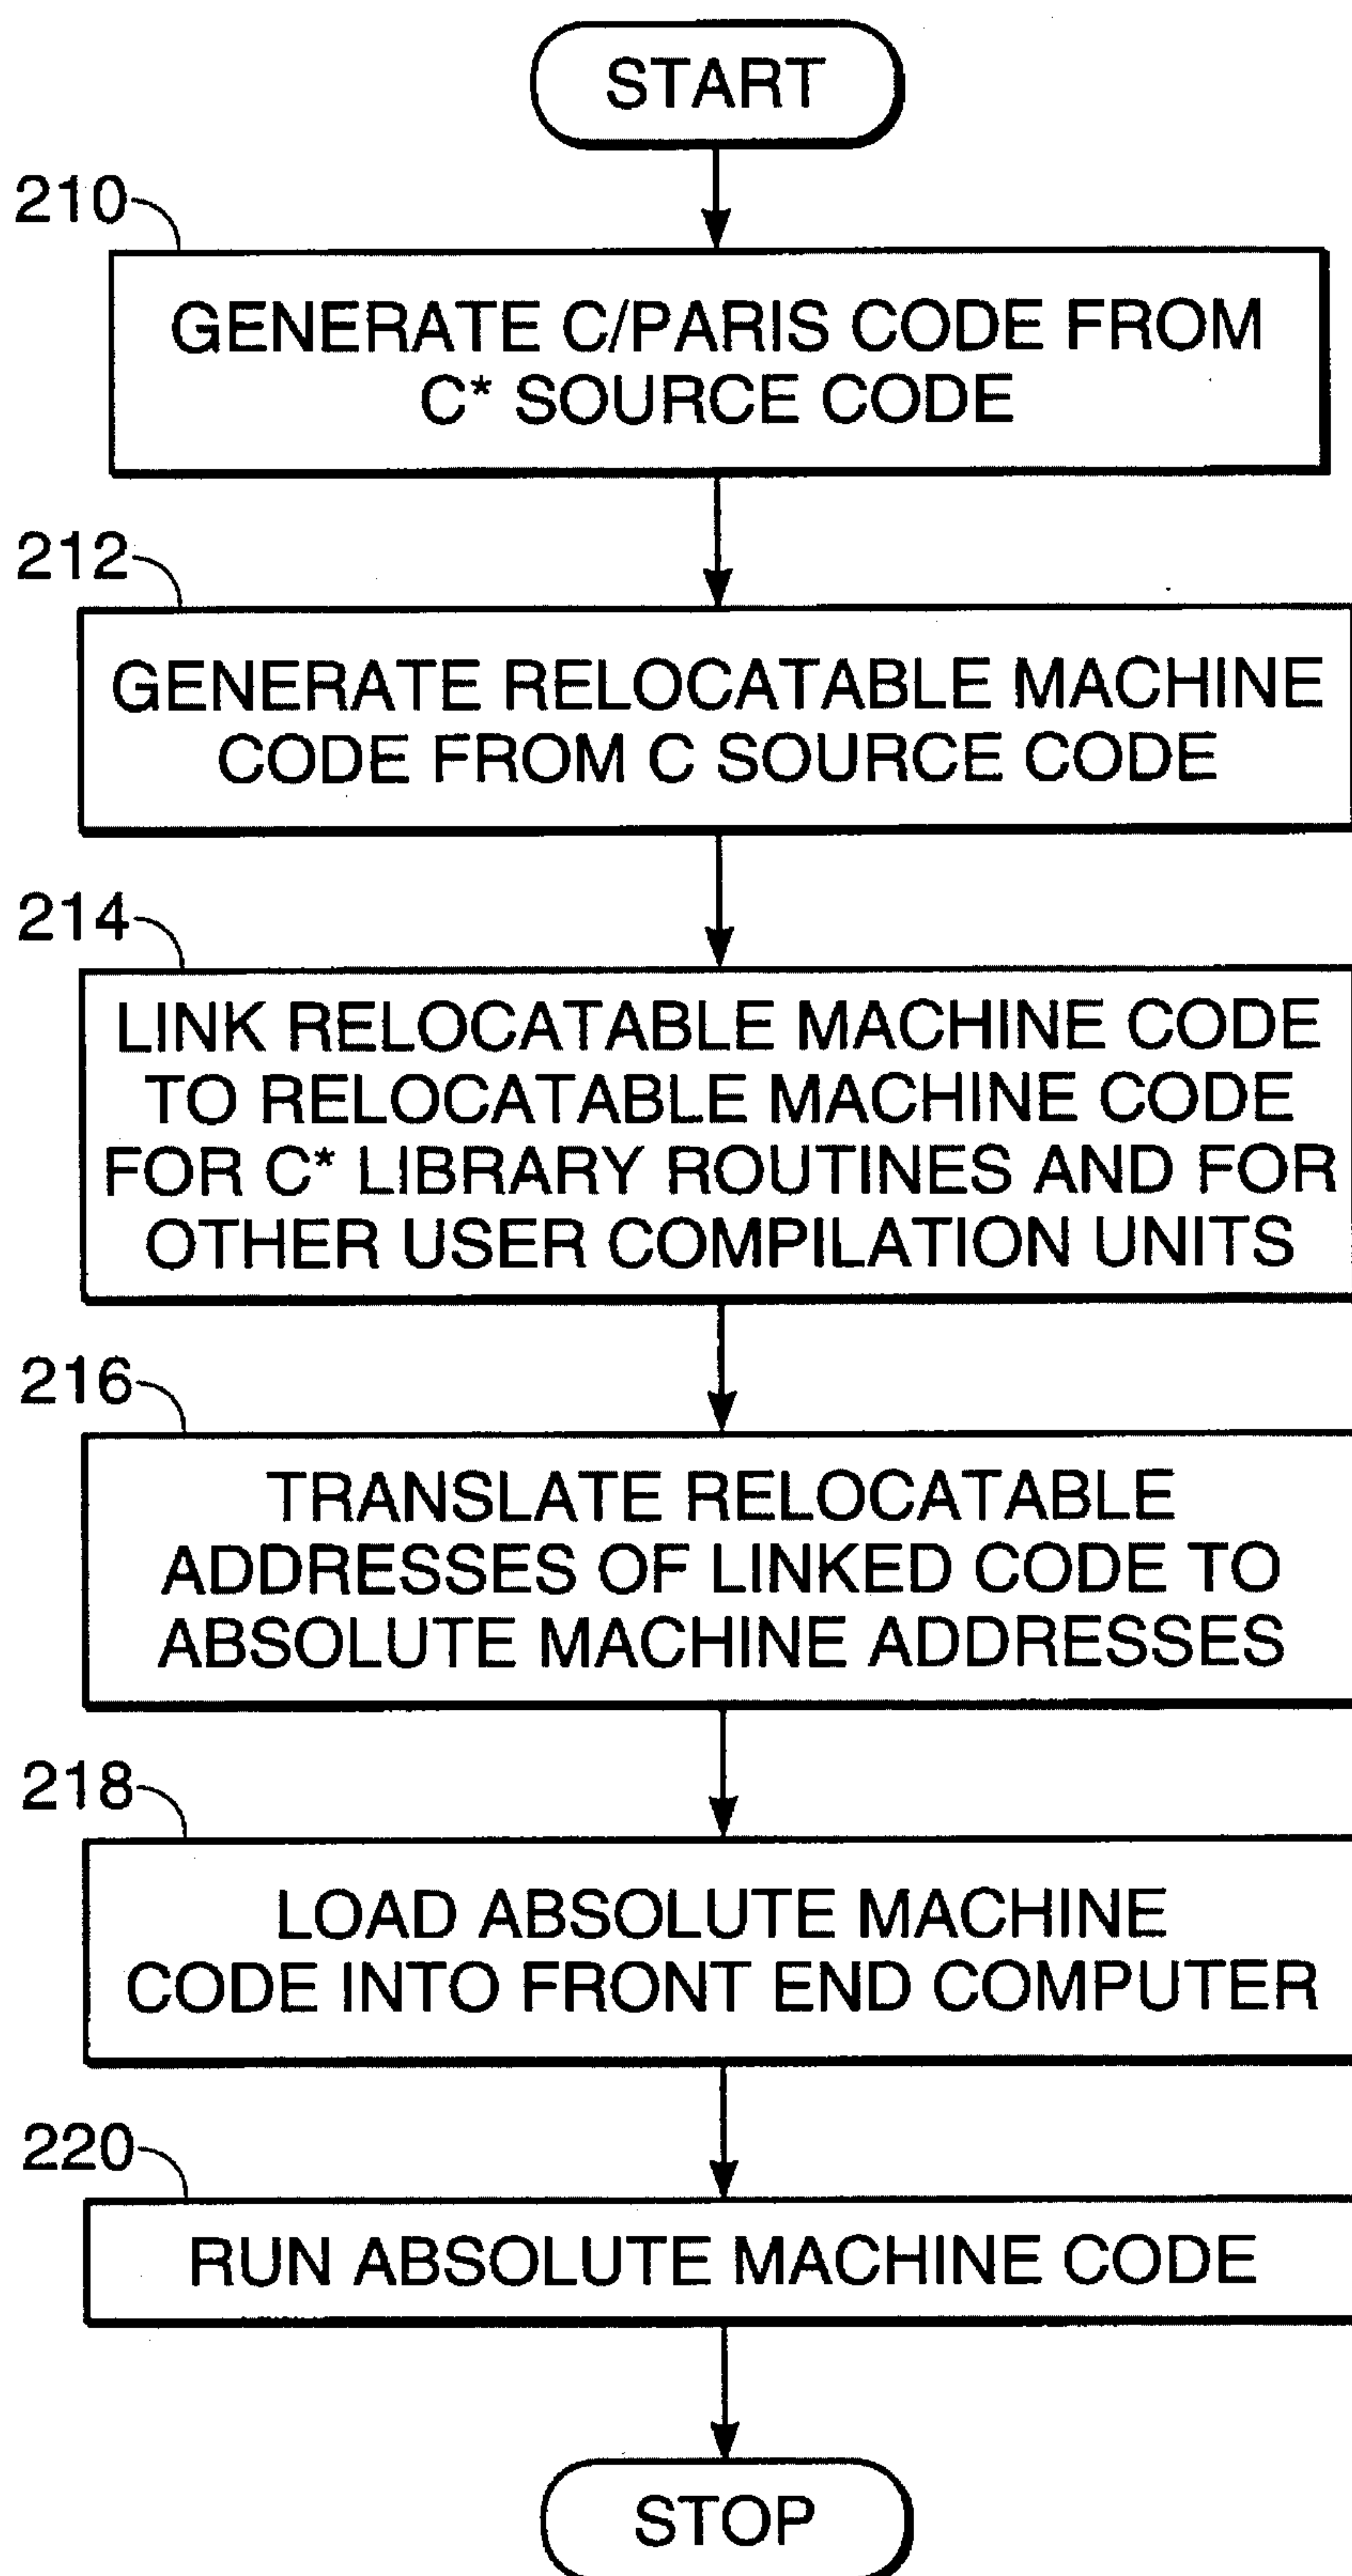 START
210
GENERATE C/PARIS CODE FROM
C* SOURCE CODE
212
GENERATE RELOCATABLE MACHINE
CODE FROM C SOURCE CODE
214
LINK RELOCATABLE MACHINE CODE
TO RELOCATABLE MACHINE CODE
FOR C* LIBRARY ROUTINES AND FOR
OTHER USER COMPILATION UNITS
216
TRANSLATE RELOCATABLE
ADDRESSES OF LINKED CODE TO
ABSOLUTE MACHINE ADDRESSES
218
LOAD ABSOLUTE MACHINE
CODE INTO FRONT END COMPUTER
220
RUN ABSOLUTE MACHINE CODE
STOP